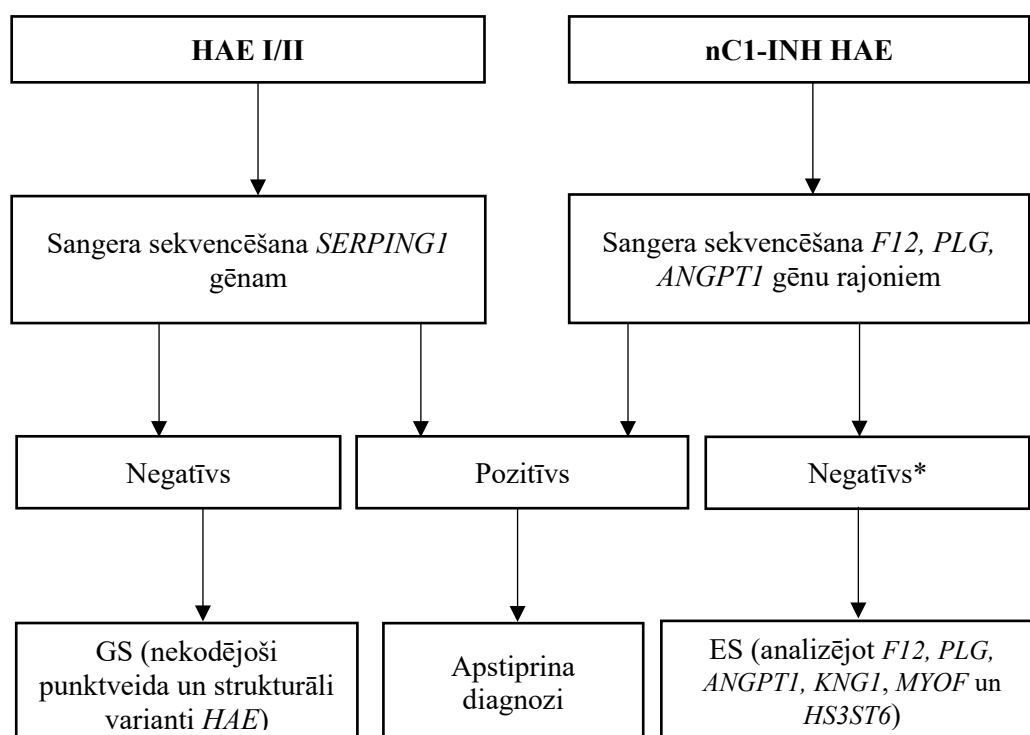 HAE I/II
nC1-INH HAE
Sangera sekvencēšana SERPING1
gēnam
Sangera sekvencēšana F12, PLG,
ANGPT1 gēnu rajoniem
Negatīvs
Pozitīvs
Negatīvs*
GS (nekodējoši
punktveida un strukturāli
varianti HAE)
Apstiprina
diagnozi
ES (analizējot F12, PLG,
ANGPT1, KNG1, MYOF un
HS3ST6)